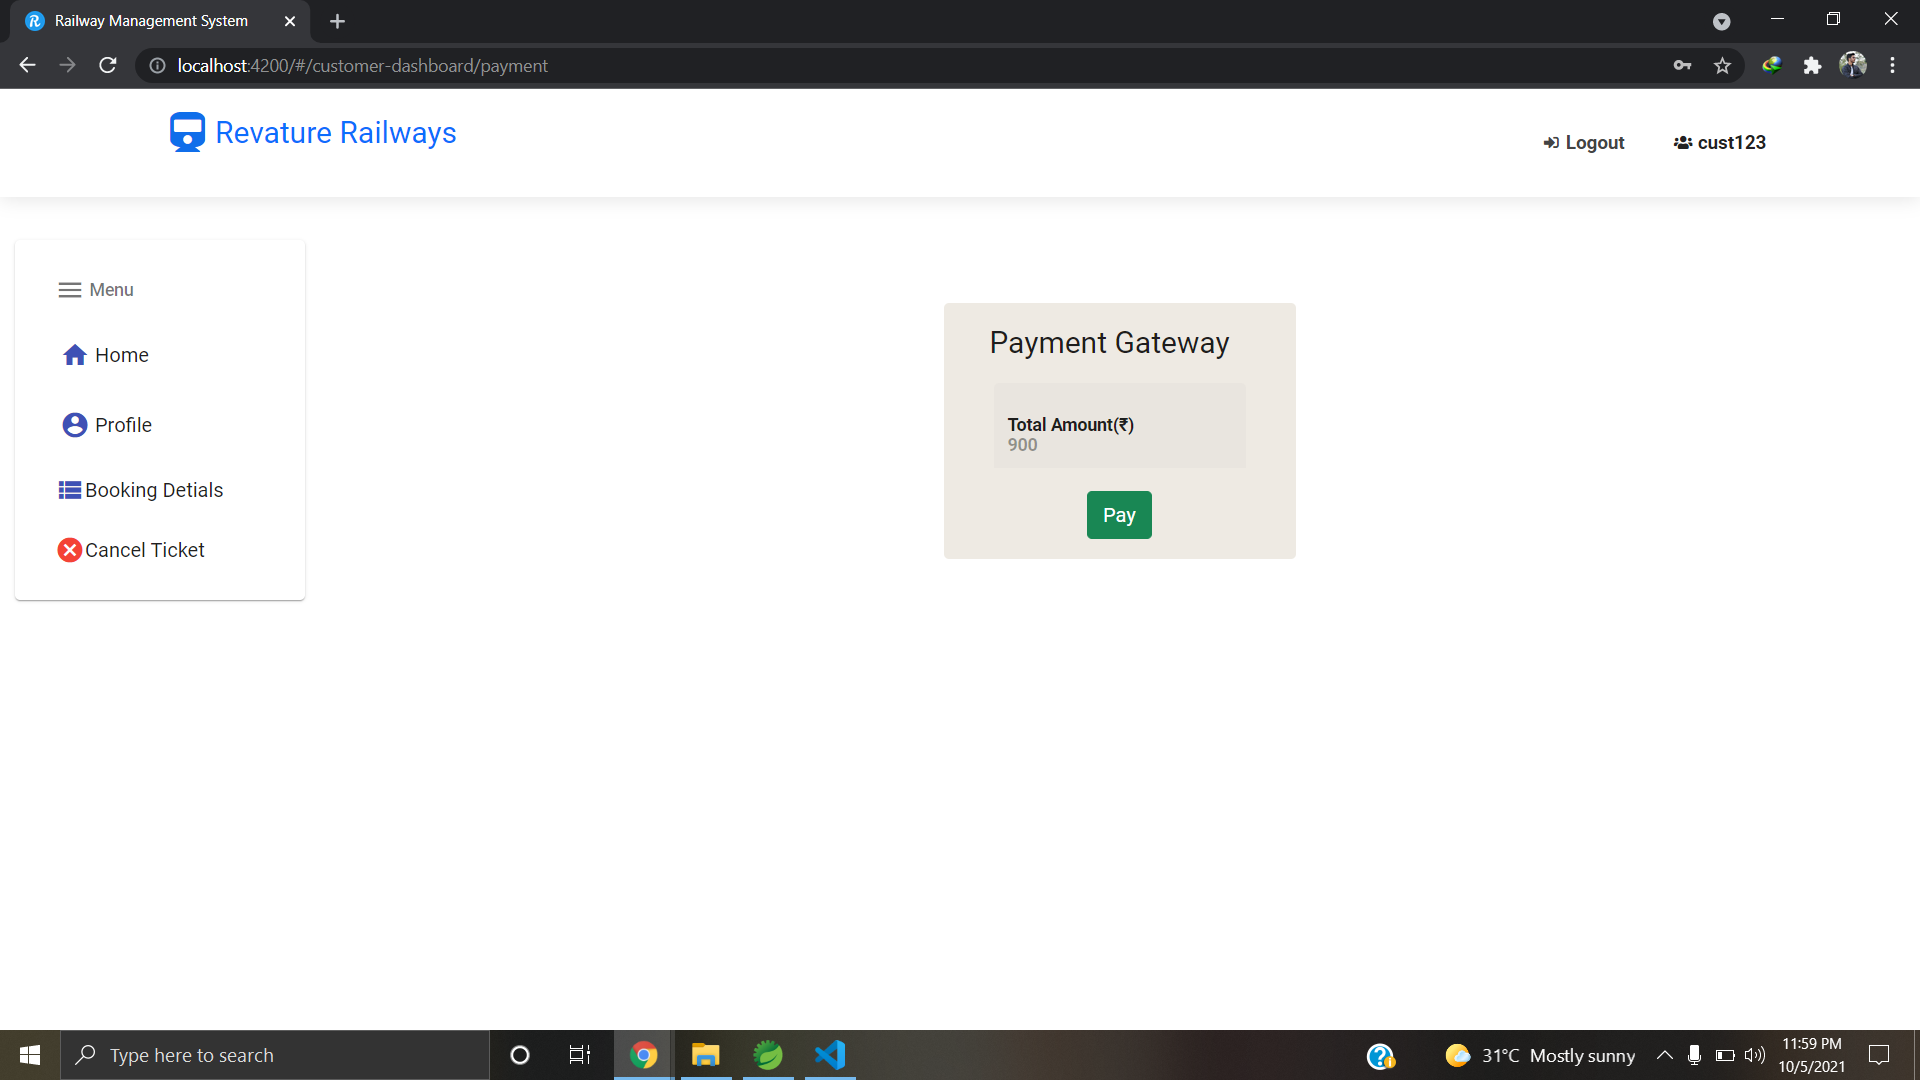 Railway Management System
localhost:4200/#/customer-dashboard/payment
Revature Railways
Logout
cust123
Menu
Home
Profile
Booking Detials
Cancel Ticket
Payment Gateway
Total Amount(₹)
900
Pay
Type here to search
31°C Mostly sunny
11:59 PM
10/5/2021